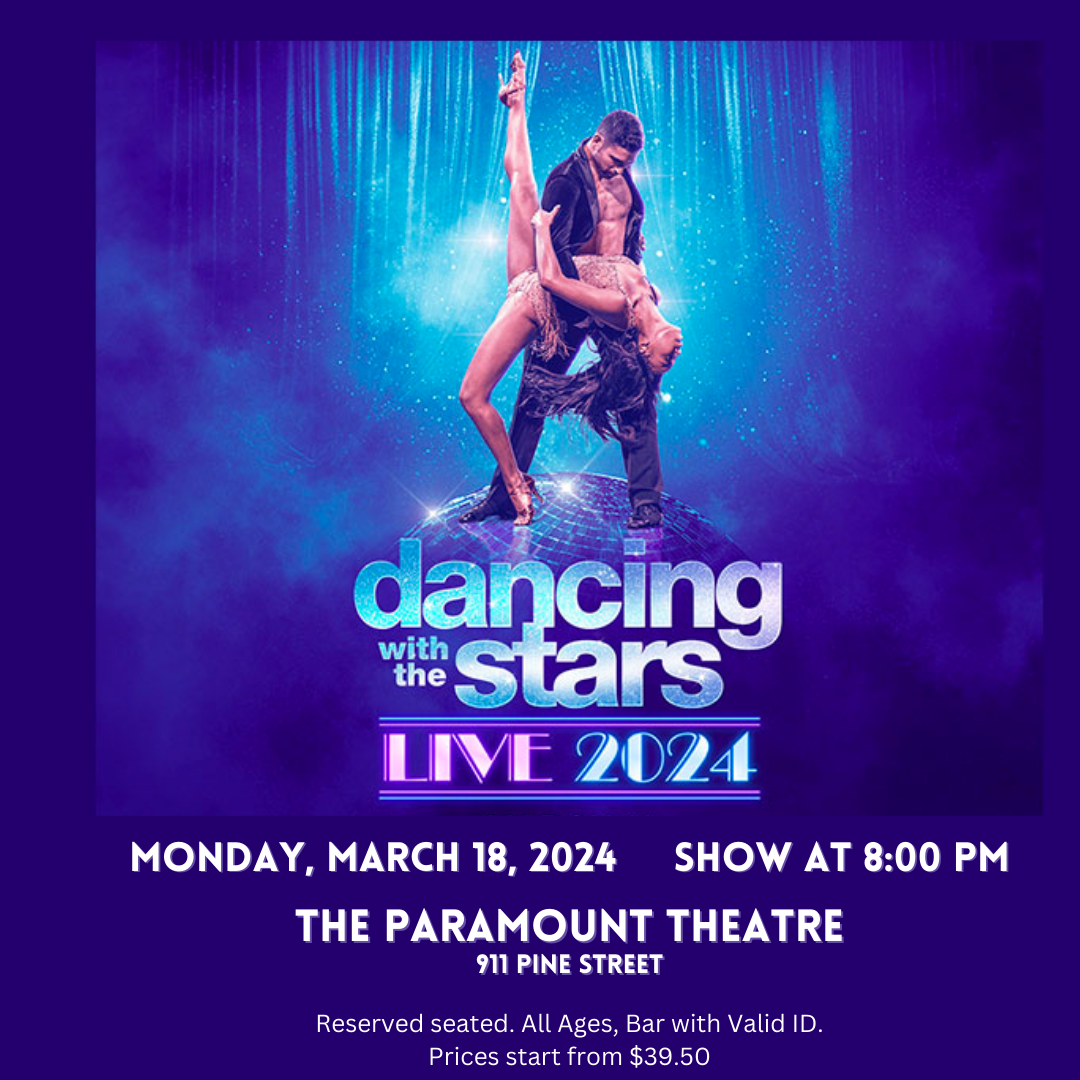 dancing
with the stars
LIVE 2024
MONDAY, MARCH 18, 2024 SHOW AT 8:00 PM
THE PARAMOUNT THEATRE
911 PINE STREET
Reserved seated. All Ages, Bar with Valid ID.
Prices start from $39.50